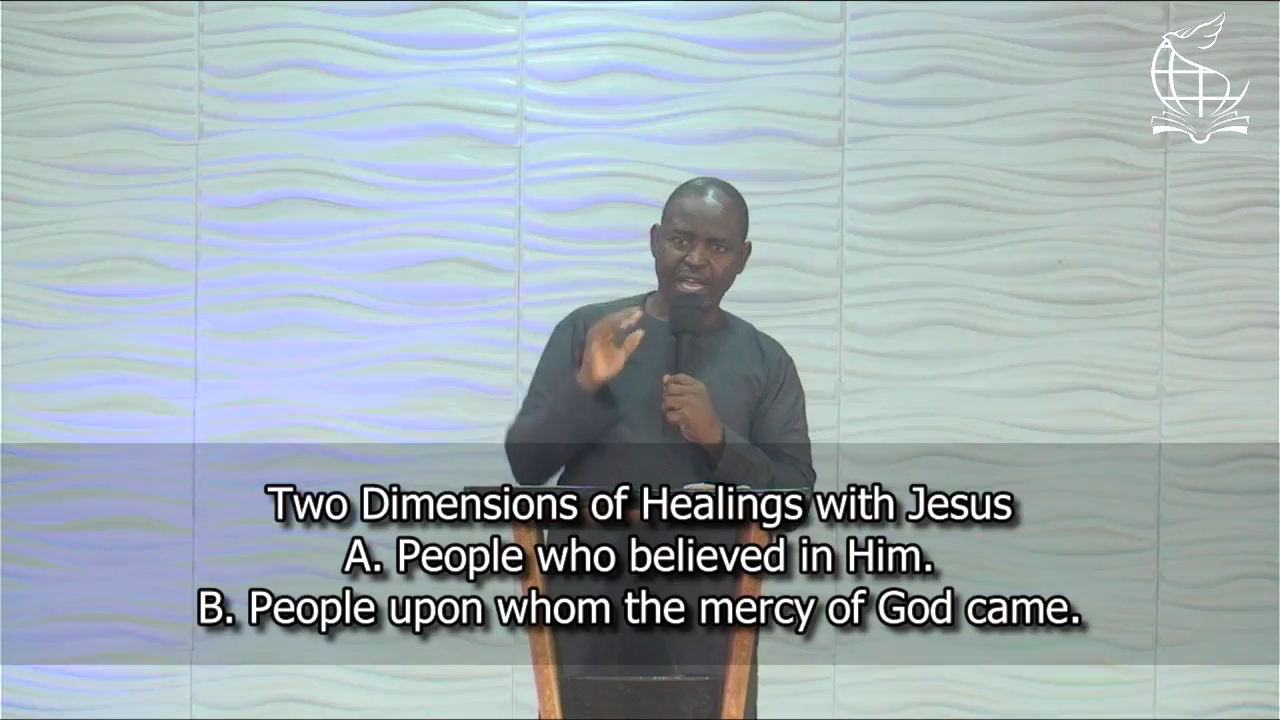 Two Dimensions of Healings with Jesus
A. People who believed in Him.
B. People upon whom the mercy of God came.